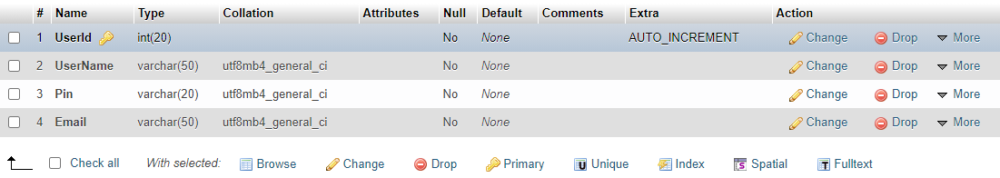 # Name Type Collation Attributes Null Default Comments Extra Action
1 UserId int(20) No None AUTO_INCREMENT Change Drop More
2 UserName varchar(50) utf8mb4_general_ci No None Change Drop More
3 Pin varchar(20) utf8mb4_general_ci No None Change Drop More
4 Email varchar(50) utf8mb4_general_ci No None Change Drop More
Check all With selected: Browse Change Drop Primary Unique Index Spatial Fulltext